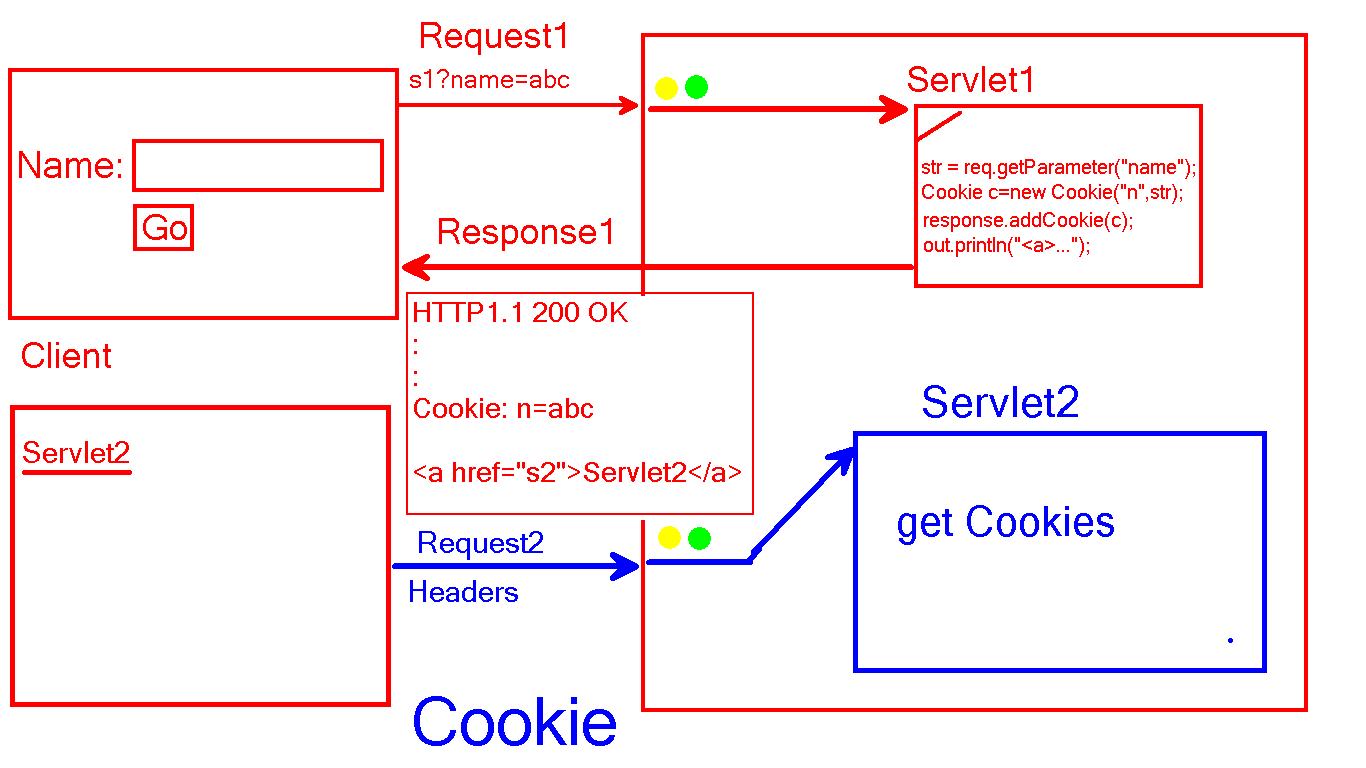 Request1
s1?name=abc
Servlet1
Name:
Go
str = req.getParameter("name");
Cookie c=new Cookie("n",str);
response.addCookie(c);
out.println("<a>...");
Response1
HTTP1.1 200 OK
:
:
Cookie: n=abc
<a href="s2">Servlet2</a>
Client
Servlet2
Request2
Headers
Servlet2
get Cookies
.
Cookie